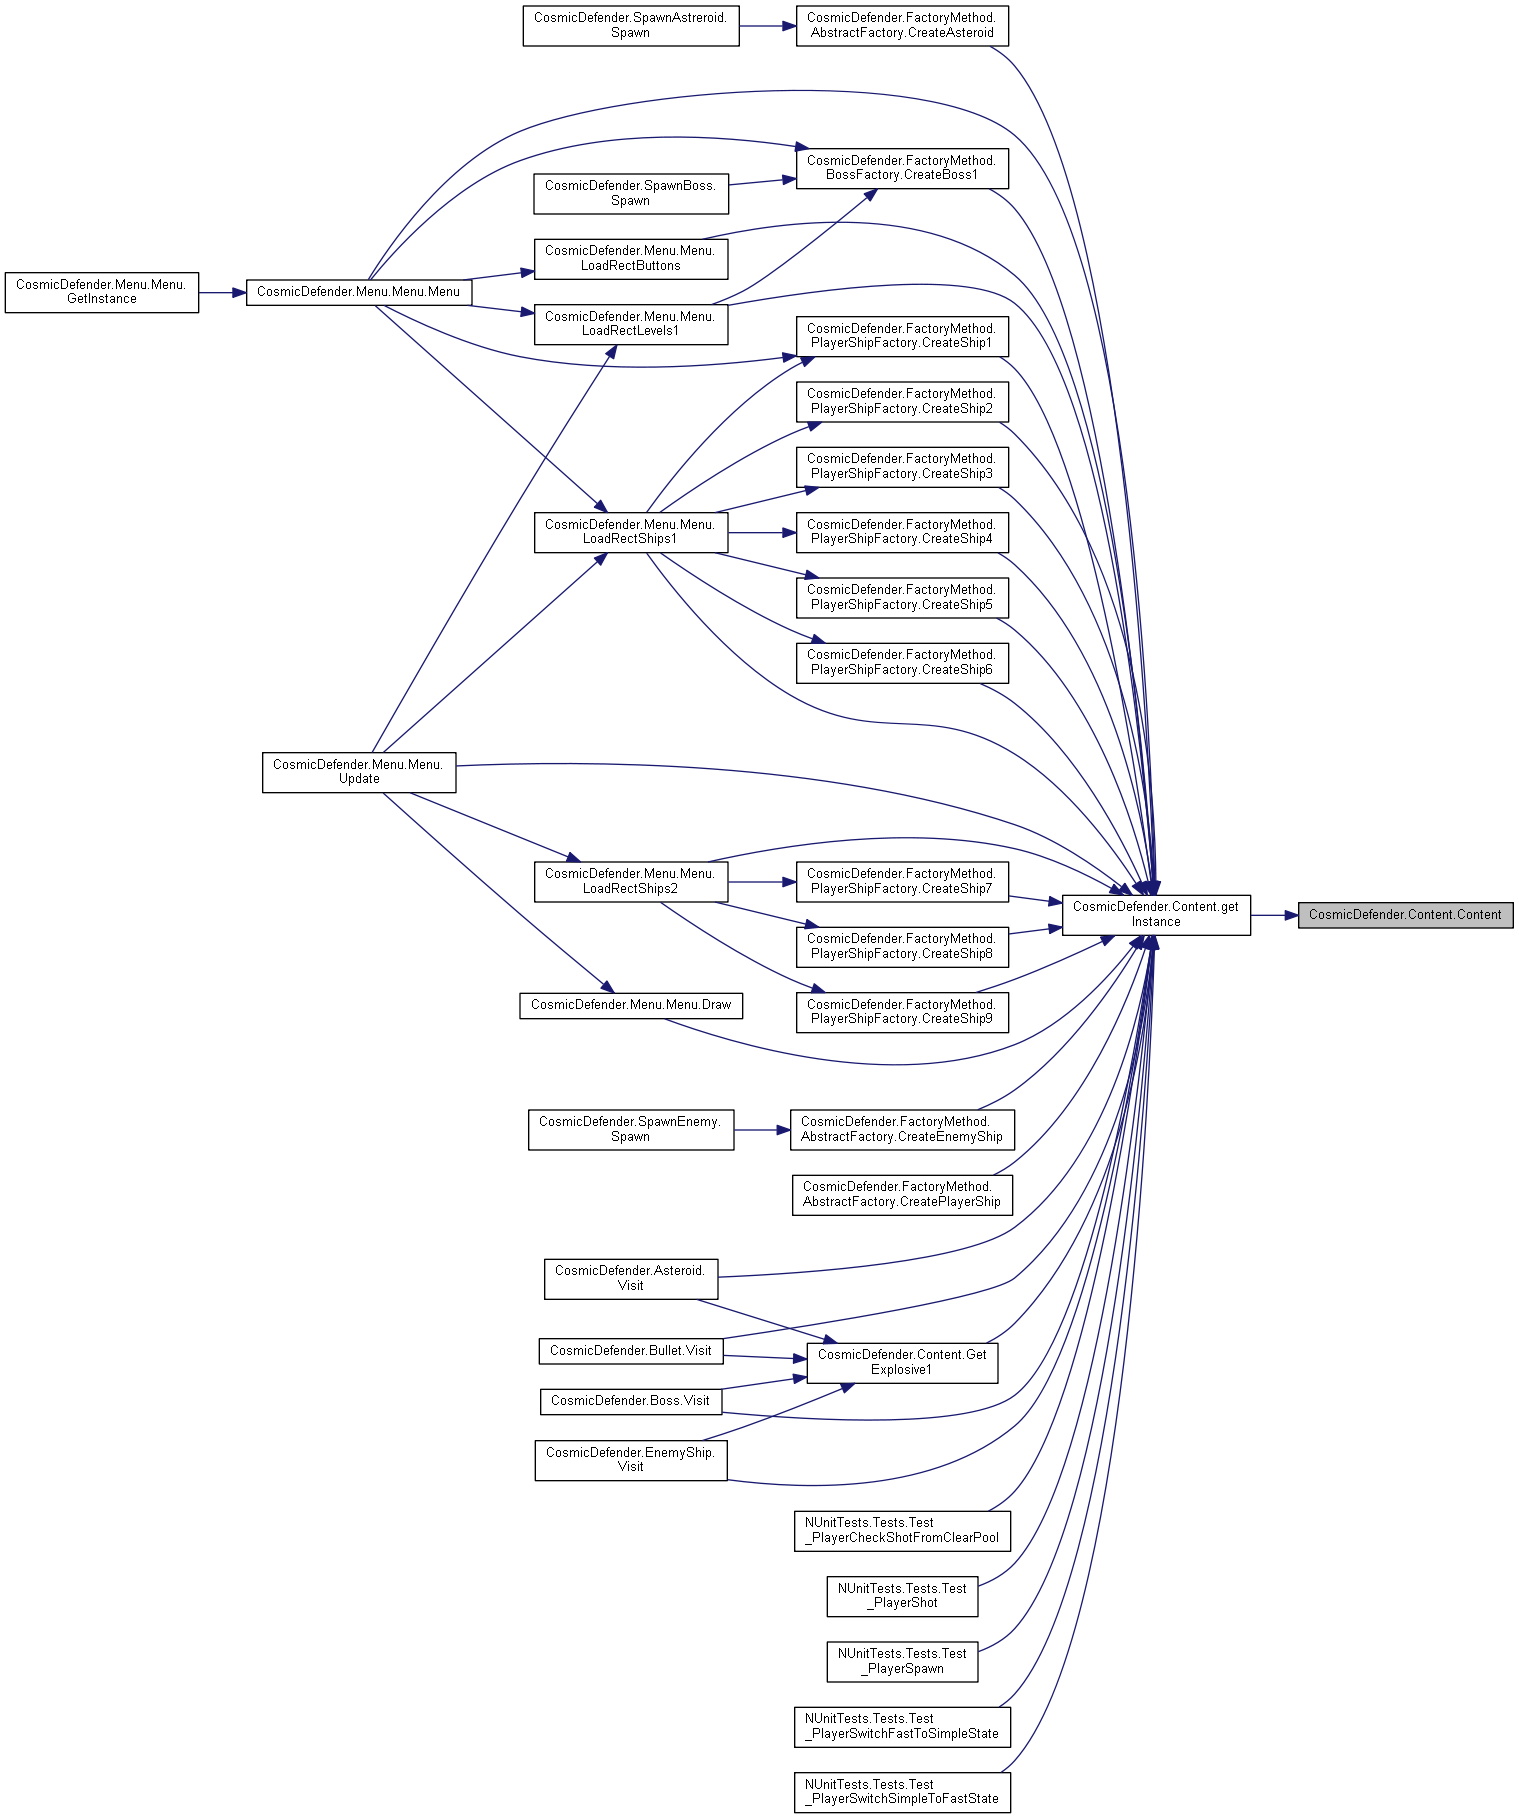 CosmicDefender.SpawnAstreroid.
Spawn
CosmicDefender.FactoryMethod.
AbstractFactory.CreateAsteroid
CosmicDefender.FactoryMethod.
BossFactory.CreateBoss1
CosmicDefender.SpawnBoss.
Spawn
CosmicDefender.Menu.Menu.
LoadRectButtons
CosmicDefender.Menu.Menu.
GetInstance
CosmicDefender.Menu.Menu.Menu
CosmicDefender.Menu.Menu.
LoadRectLevels1
CosmicDefender.FactoryMethod.
PlayerShipFactory.CreateShip1
CosmicDefender.FactoryMethod.
PlayerShipFactory.CreateShip2
CosmicDefender.FactoryMethod.
PlayerShipFactory.CreateShip3
CosmicDefender.Menu.Menu.
LoadRectShips1
CosmicDefender.FactoryMethod.
PlayerShipFactory.CreateShip4
CosmicDefender.FactoryMethod.
PlayerShipFactory.CreateShip5
CosmicDefender.FactoryMethod.
PlayerShipFactory.CreateShip6
CosmicDefender.Menu.Menu.
Update
CosmicDefender.Menu.Menu.
LoadRectShips2
CosmicDefender.FactoryMethod.
PlayerShipFactory.CreateShip7
CosmicDefender.Content.get
Instance
CosmicDefender.Content.Content
CosmicDefender.FactoryMethod.
PlayerShipFactory.CreateShip8
CosmicDefender.Menu.Menu.Draw
CosmicDefender.FactoryMethod.
PlayerShipFactory.CreateShip9
CosmicDefender.SpawnEnemy.
Spawn
CosmicDefender.FactoryMethod.
AbstractFactory.CreateEnemyShip
CosmicDefender.FactoryMethod.
AbstractFactory.CreatePlayerShip
CosmicDefender.Asteroid.
Visit
CosmicDefender.Bullet.Visit
CosmicDefender.Content.Get
Explosive1
CosmicDefender.Boss.Visit
CosmicDefender.EnemyShip.
Visit
NUnitTests.Tests.Test
_PlayerCheckShotFromClearPool
NUnitTests.Tests.Test
_PlayerShot
NUnitTests.Tests.Test
_PlayerSpawn
NUnitTests.Tests.Test
_PlayerSwitchFastToSimpleState
NUnitTests.Tests.Test
_PlayerSwitchSimpleToFastState